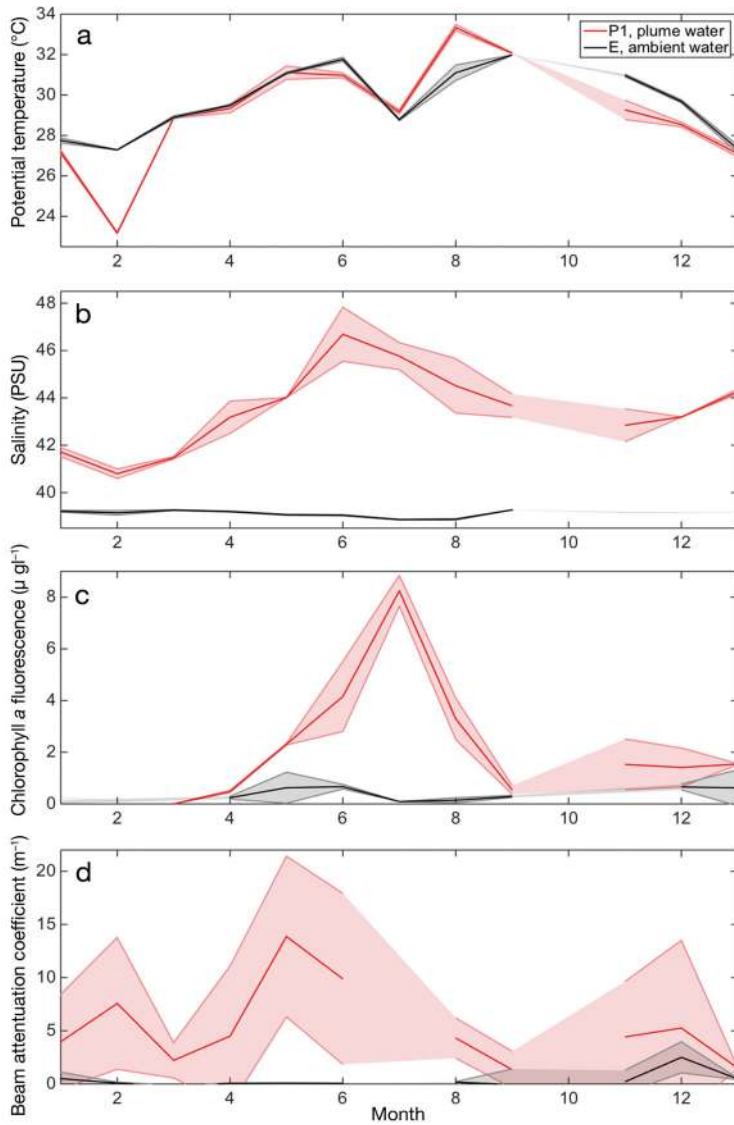 34
32
30
28
26
24
Potential temperature (°C)
a
P1, plume water
E, ambient water
2 4 6 8 10 12
48
46
44
42
40
Salinity (PSU)
b
2 4 6 8 10 12
8
6
4
2
0
Chlorophyll a fluorescence (µ gl⁻¹)
c
2 4 6 8 10 12
20
15
10
5
0
Beam attentuation coefficient (m⁻¹)
d
2 4 6 8 10 12
Month